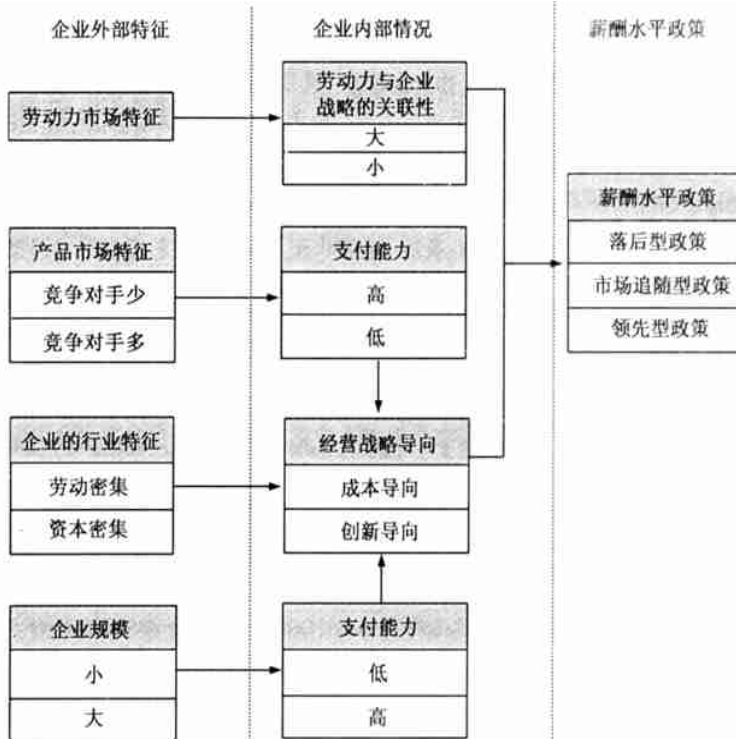 企业外部特征
企业内部情况
薪酬水平政策
劳动力市场特征
劳动力与企业
战略的关联性
大
小
产品市场特征
竞争对手少
竞争对手多
支付能力
高
低
薪酬水平政策
落后型政策
市场追随型政策
领先型政策
企业的行业特征
劳动密集
资本密集
经营战略导向
成本导向
创新导向
企业规模
小
大
支付能力
低
高